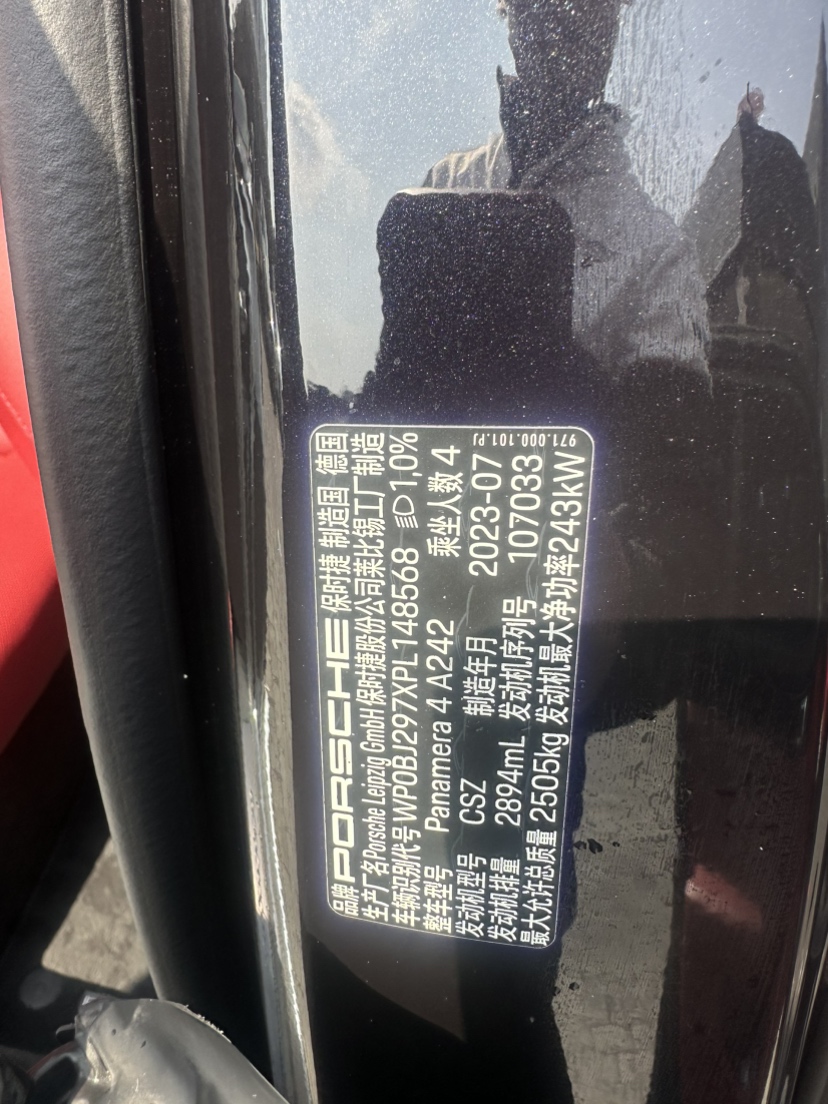 品牌 PORSCHE 保时捷 制造国 德国
生产厂名 Porsche Leipzig GmbH 保时捷股份公司莱比锡工厂制造
车辆识别代号 WP0BJ297XPL148568 1,0%
整车型号 Panamera 4 A242 乘坐人数 4
发动机型号 CSZ 制造年月 2023-07
发动机排量 2894mL 发动机序列号 107033
最大允许总质量 2505kg 发动机最大净功率 243kW
971.000.101.PJ